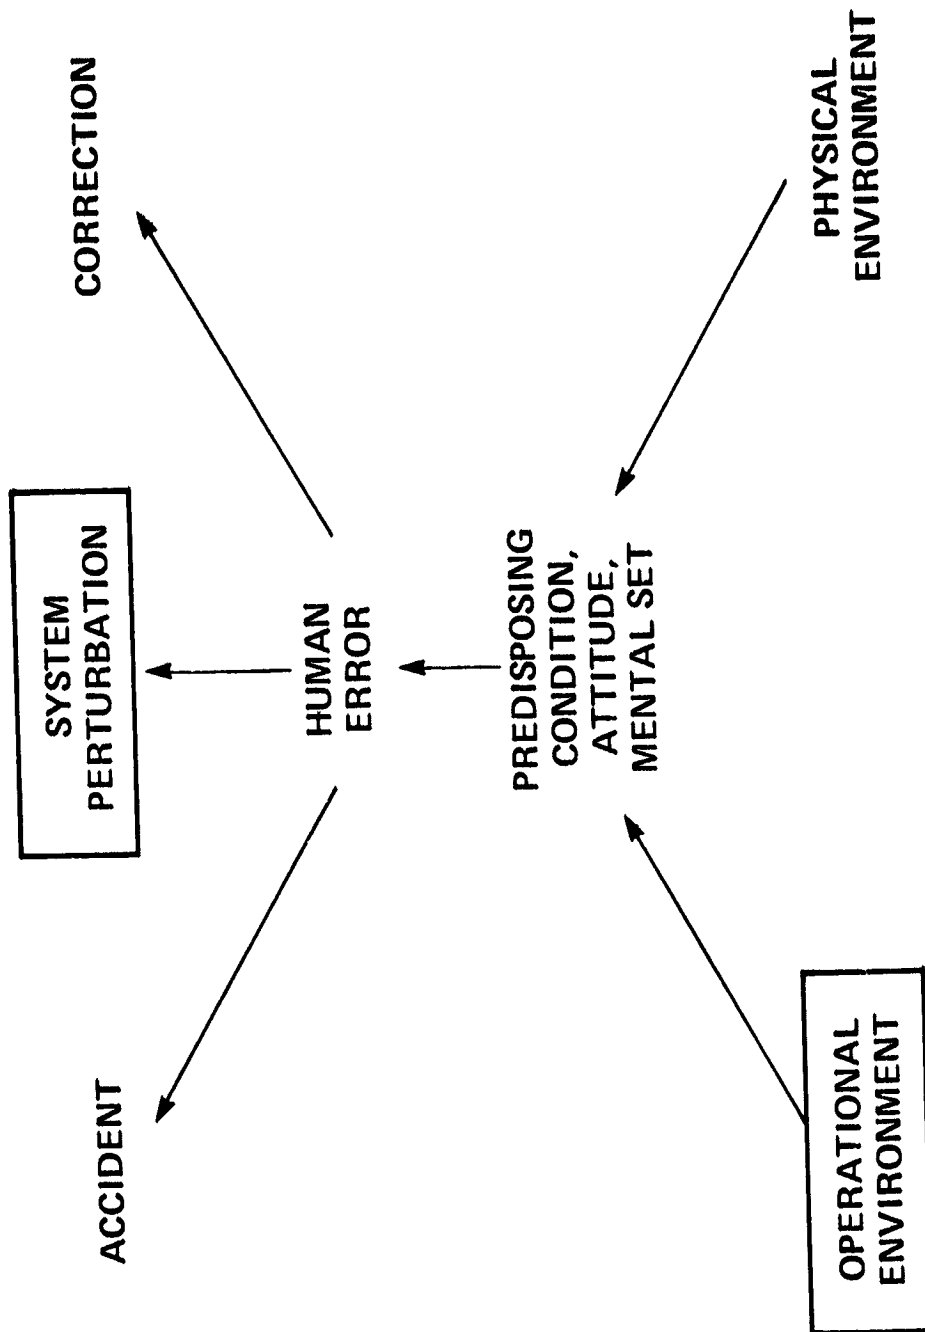 ACCIDENT
SYSTEM
PERTURBATION
CORRECTION
HUMAN
ERROR
PREDISPOSING
CONDITION,
ATTITUDE,
MENTAL SET
OPERATIONAL
ENVIRONMENT
PHYSICAL
ENVIRONMENT